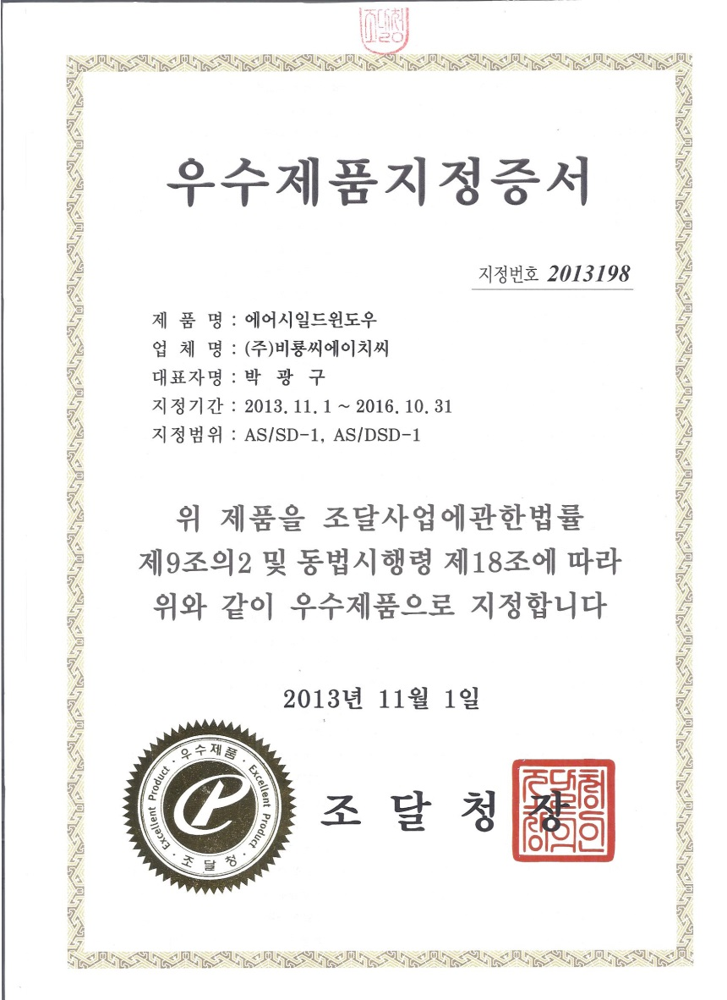 조달청
우수제품지정증서
지정번호 2013198
제 품 명 : 에어시일드윈도우
업 체 명 : (주)비룡씨에이치씨
대표자명 : 박 광 구
지정기간 : 2013. 11. 1 ~ 2016. 10. 31
지정범위 : AS/SD-1, AS/DSD-1
위 제품을 조달사업에관한법률
제9조의2 및 동법시행령 제18조에 따라
위와 같이 우수제품으로 지정합니다
2013년 11월 1일
· 우수제품 · Excellent Product · 조달청 · Excellent Product
조 달 청 장